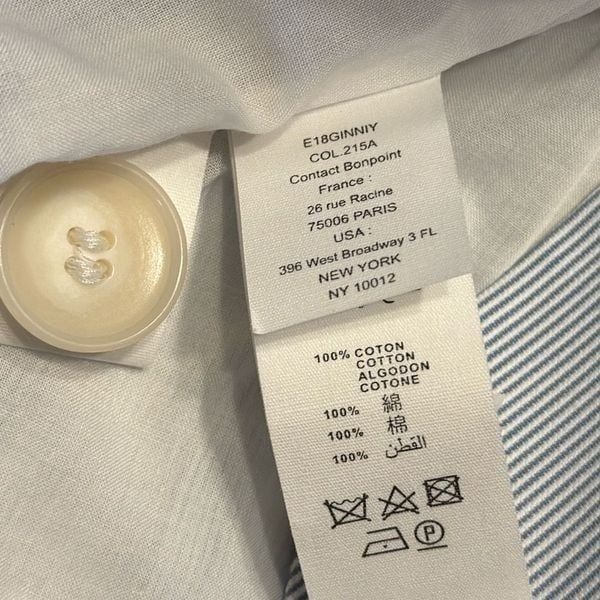 E18GINNIY
COL.215A
Contact Bonpoint
France :
26 rue Racine
75006 PARIS
USA :
396 West Broadway 3 FL
NEW YORK
NY 10012
100% COTON
COTTON
ALGODON
COTONE
100% 綿
100% 棉
100% القطن
P